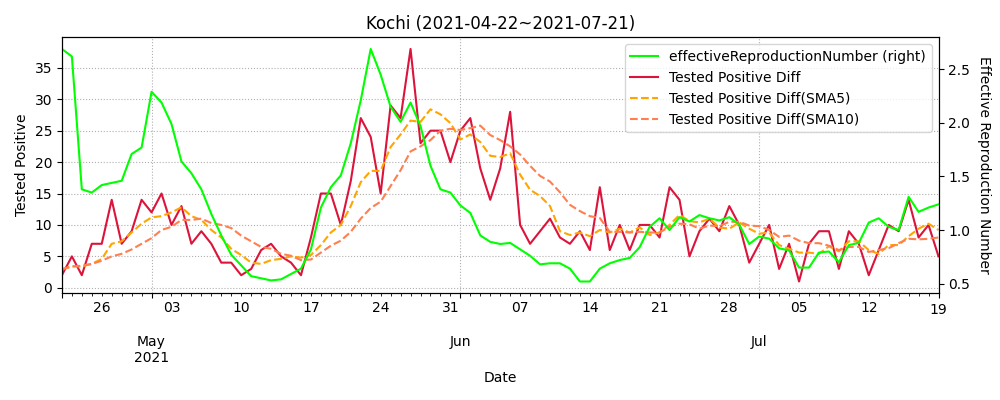 Kochi (2021-04-22~2021-07-21)
effectiveReproductionNumber (right)
Tested Positive Diff
Tested Positive Diff(SMA5)
Tested Positive Diff(SMA10)
Tested Positive
35
30
25
20
15
10
5
0
Effective Reproduction Number
2.5
2.0
1.5
1.0
0.5
26 03 10 17 24 31 07 14 21 28 05 12 19
May Jun Jul
2021
Date